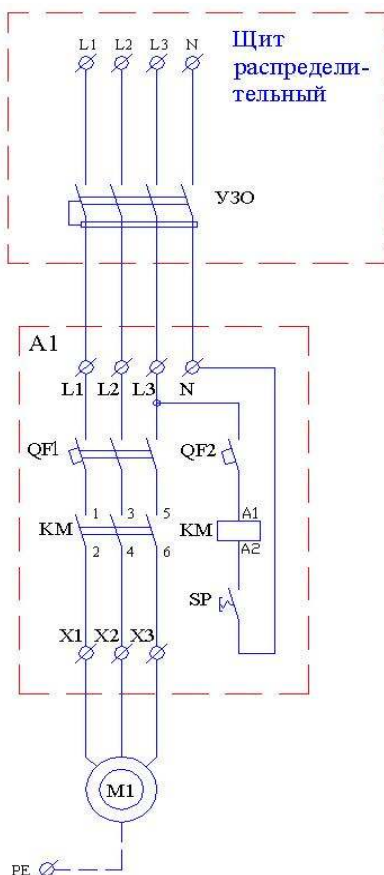 L1 L2 L3 N
Щит
распредели-
тельный
УЗО
A1
L1 L2 L3 N
QF1 QF2
1 3 5
KM KM A1
2 4 6 A2
SP
X1 X2 X3
M1
PE